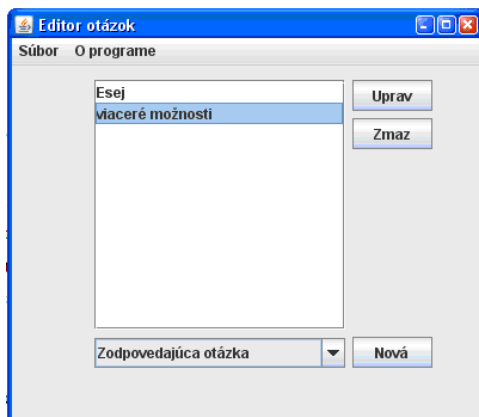 Editor otázok
Súbor O programe
Esej
viaceré možnosti
Uprav
Zmaz
Zodpovedajúca otázka
Nová